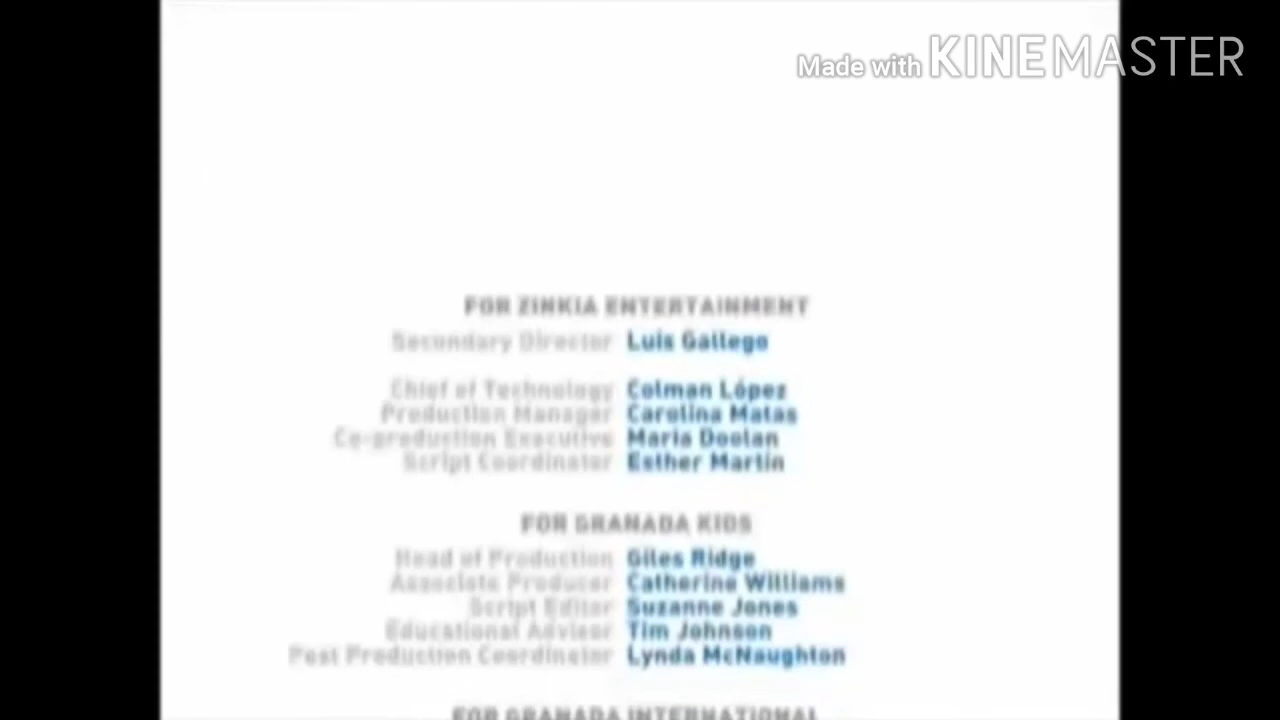 Made with KINEMASTER
FOR ZINKIA ENTERTAINMENT
Secondary Director Luis Gallego
Chief of Technology Colman López
Production Manager Carolina Matas
Co-production Executive Maria Doolan
Script Coordinator Esther Martín
FOR GRANADA KIDS
Head of Production Giles Ridge
Associate Producer Catherine Williams
Script Editor Suzanne Jones
Educational Advisor Tim Johnson
Post Production Coordinator Lynda McNaughton
FOR GRANADA INTERNATIONAL